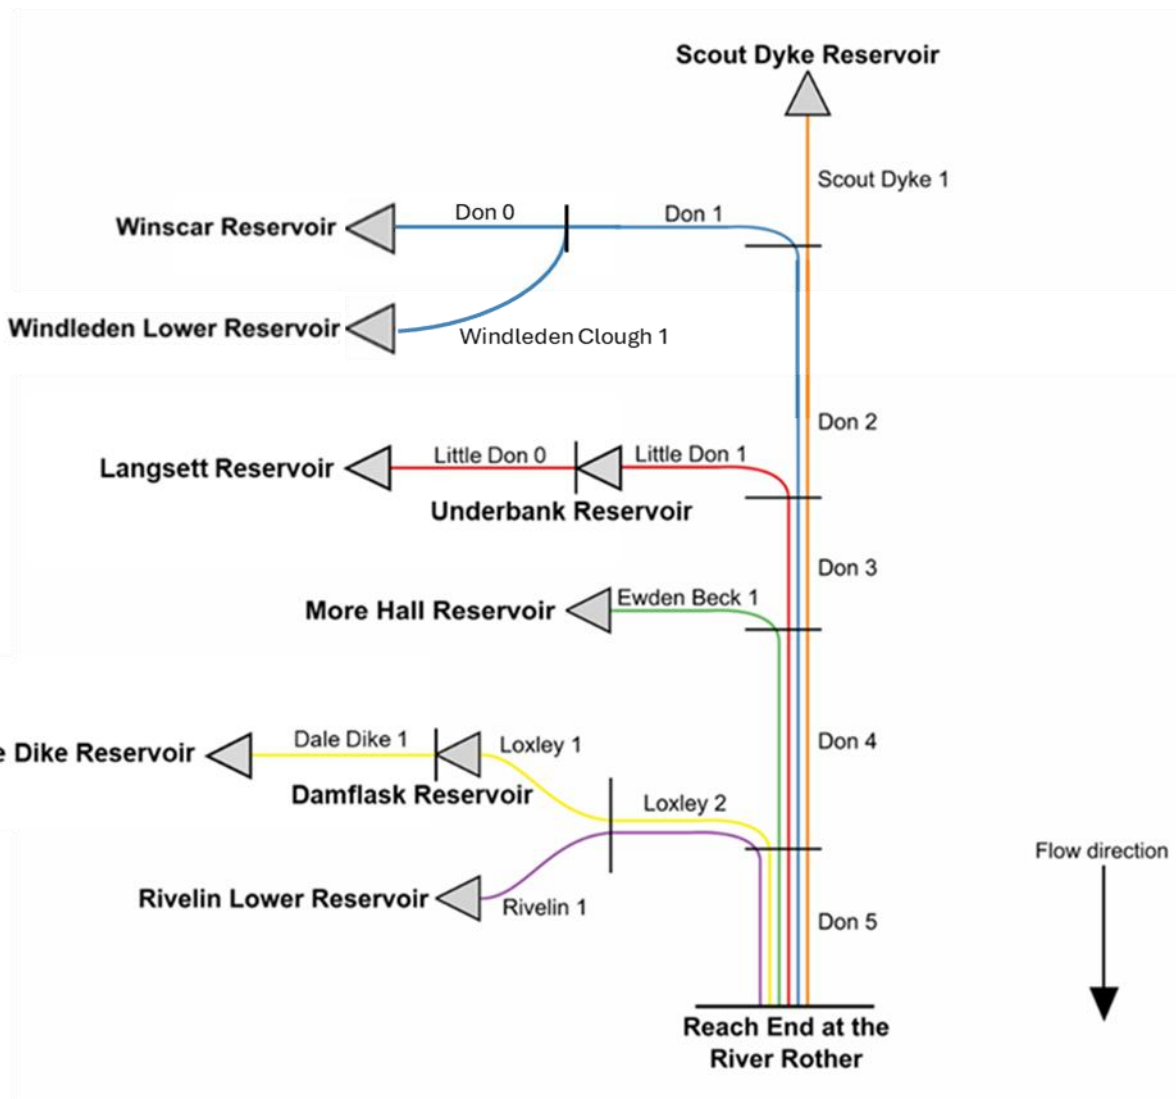 Scout Dyke Reservoir
Scout Dyke 1
Winscar Reservoir
Don 0
Don 1
Windleden Lower Reservoir
Windleden Clough 1
Don 2
Langsett Reservoir
Little Don 0
Little Don 1
Underbank Reservoir
Don 3
More Hall Reservoir
Ewden Beck 1
Don 4
e Dike Reservoir
Dale Dike 1
Loxley 1
Damflask Reservoir
Loxley 2
Flow direction
Rivelin Lower Reservoir
Rivelin 1
Don 5
Reach End at the
River Rother